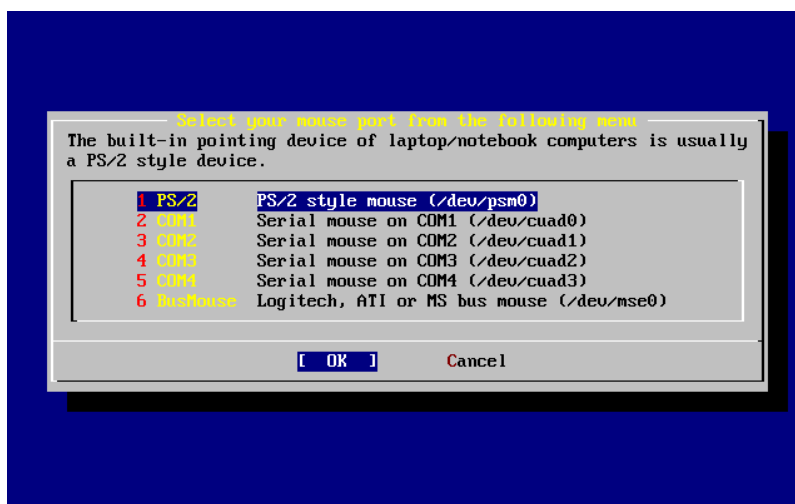 Select your mouse port from the following menu
The built-in pointing device of laptop/notebook computers is usually
a PS/2 style device.
1 PS/2 PS/2 style mouse (/dev/psm0)
2 COM1 Serial mouse on COM1 (/dev/cuad0)
3 COM2 Serial mouse on COM2 (/dev/cuad1)
4 COM3 Serial mouse on COM3 (/dev/cuad2)
5 COM4 Serial mouse on COM4 (/dev/cuad3)
6 BusMouse Logitech, ATI or MS bus mouse (/dev/mse0)
[ OK ] Cancel